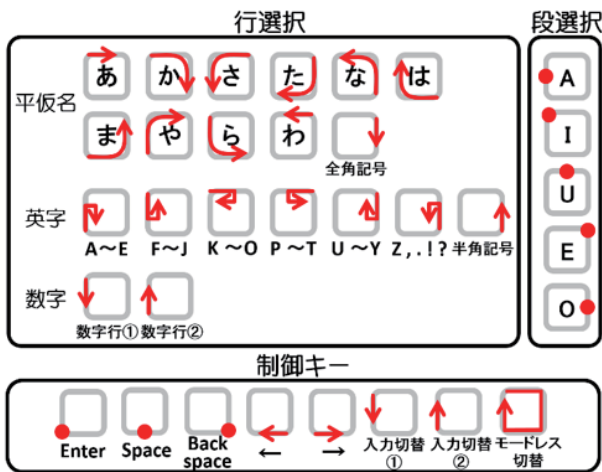 行選択
段選択
平仮名
あ か さ た な は
ま や ら わ
全角記号
英字
A～E F～J K～O P～T U～Y Z,.!? 半角記号
数字
数字行① 数字行②
A
I
U
E
O
制御キー
Enter Space Back space ← → 入力切替① 入力切替② モードレス切替